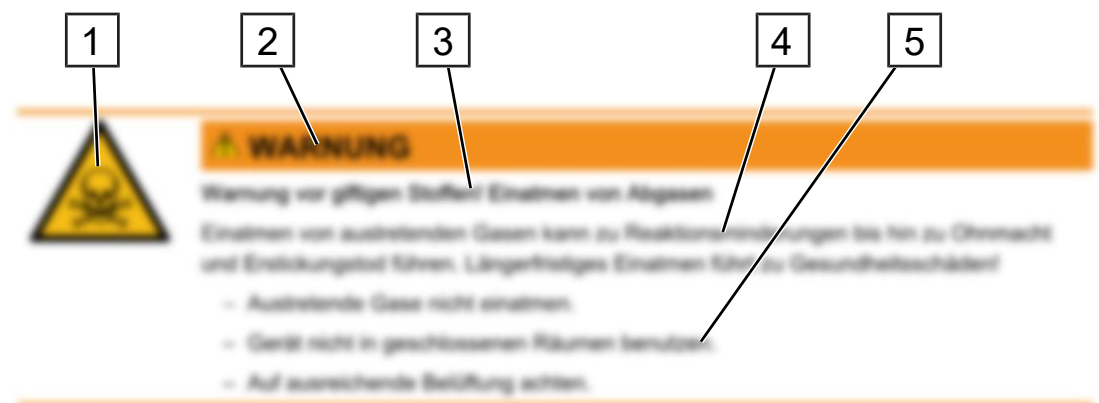 1 2 3 4 5
WARNUNG
Warnung vor giftigen Stoffen! Einatmen von Abgasen
Einatmen von austretenden Gasen kann zu Reaktionsminderungen bis hin zu Ohnmacht
und Erstickungstod führen. Längerfristiges Einatmen führt zu Gesundheitsschäden!
– Austretende Gase nicht einatmen.
– Gerät nicht in geschlossenen Räumen benutzen.
– Auf ausreichende Belüftung achten.